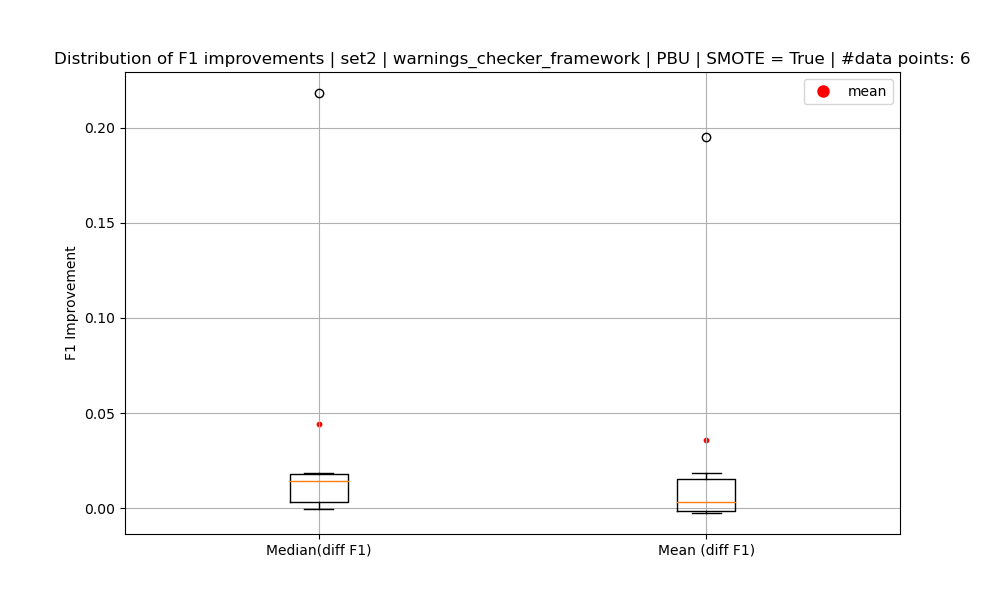 Distribution of F1 improvements | set2 | warnings_checker_framework | PBU | SMOTE = True | #data points: 6
mean
0.20
0.15
0.10
0.05
0.00
F1 Improvement
Median(diff F1)
Mean (diff F1)